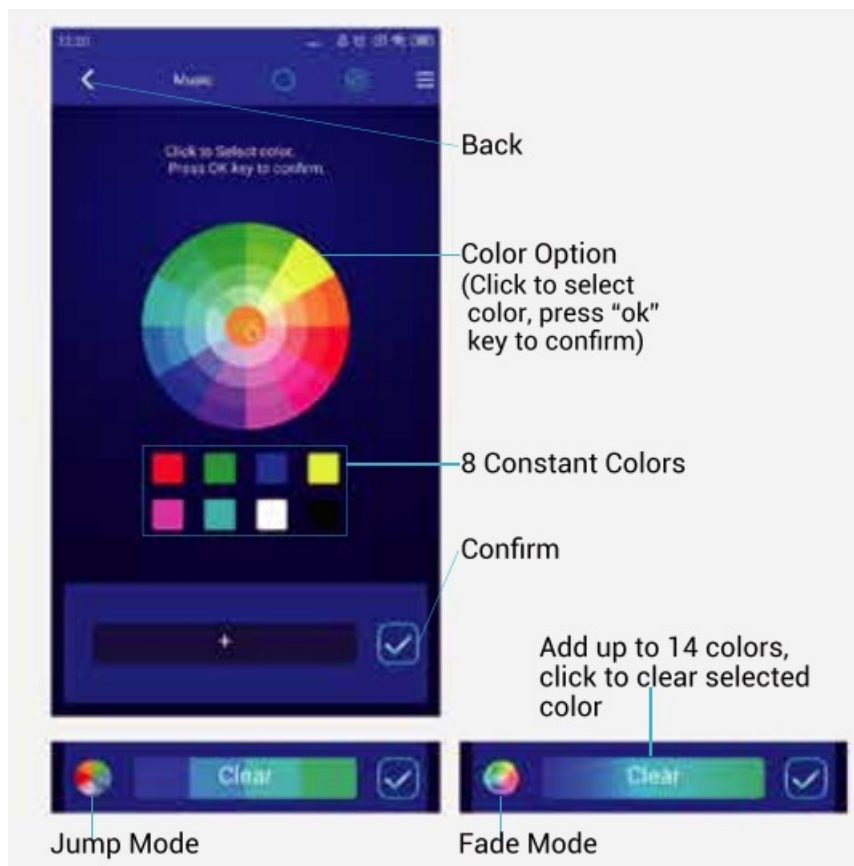 12:20
Music
Back
Click to Select color.
Press OK key to confirm.
Color Option
(Click to select
color, press “ok”
key to confirm)
8 Constant Colors
Confirm
+
Add up to 14 colors,
click to clear selected
color
Clear
Clear
Jump Mode
Fade Mode